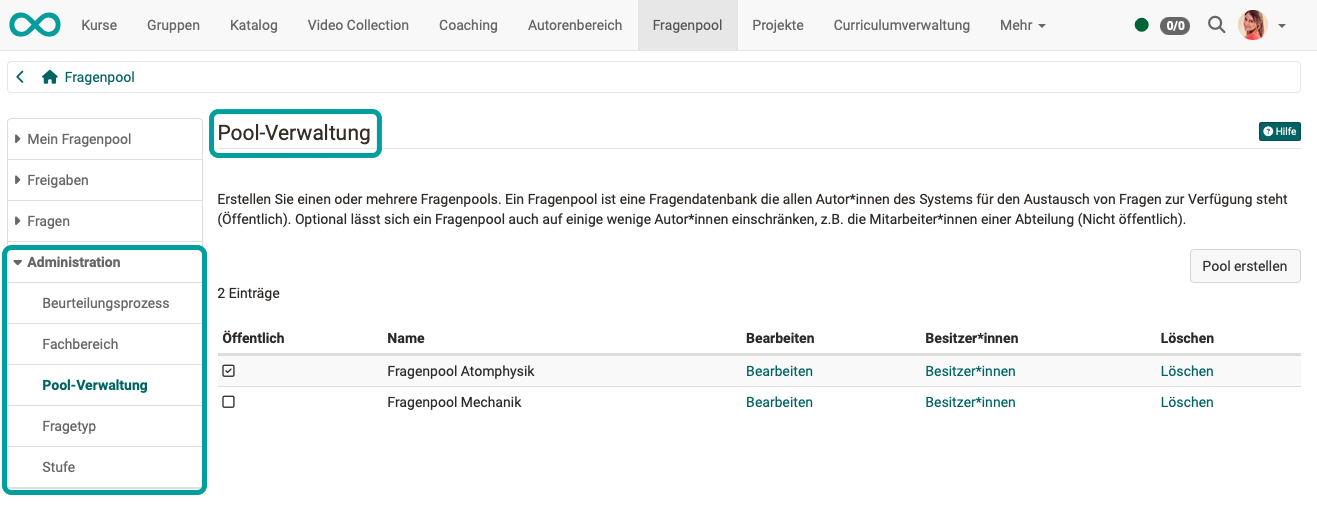 Kurse Gruppen Katalog Video Collection Coaching Autorenbereich Fragenpool Projekte Curriculumverwaltung Mehr 0/0
Fragenpool
Mein Fragenpool
Freigaben
Fragen
Administration
Beurteilungsprozess
Fachbereich
Pool-Verwaltung
Fragetyp
Stufe
Pool-Verwaltung
Hilfe
Erstellen Sie einen oder mehrere Fragenpools. Ein Fragenpool ist eine Fragendatenbank die allen Autor*innen des Systems für den Austausch von Fragen zur Verfügung steht
(Öffentlich). Optional lässt sich ein Fragenpool auch auf einige wenige Autor*innen einschränken, z.B. die Mitarbeiter*innen einer Abteilung (Nicht öffentlich).
Pool erstellen
2 Einträge
Öffentlich Name Bearbeiten Besitzer*innen Löschen
Fragenpool Atomphysik Bearbeiten Besitzer*innen Löschen
Fragenpool Mechanik Bearbeiten Besitzer*innen Löschen